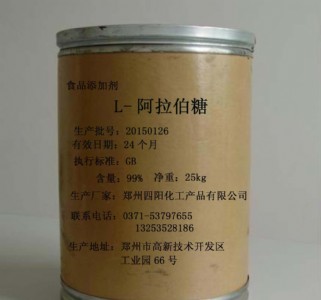 食品添加剂
L-阿拉伯糖
生产批号：20150126
有效日期：24个月
执行标准：GB
含量：99% 净重：25kg
生产厂家：郑州四阳化工产品有限公司
联系电话：0371-53797655
13253528186
生产地址：郑州市高新技术开发区
工业园66号